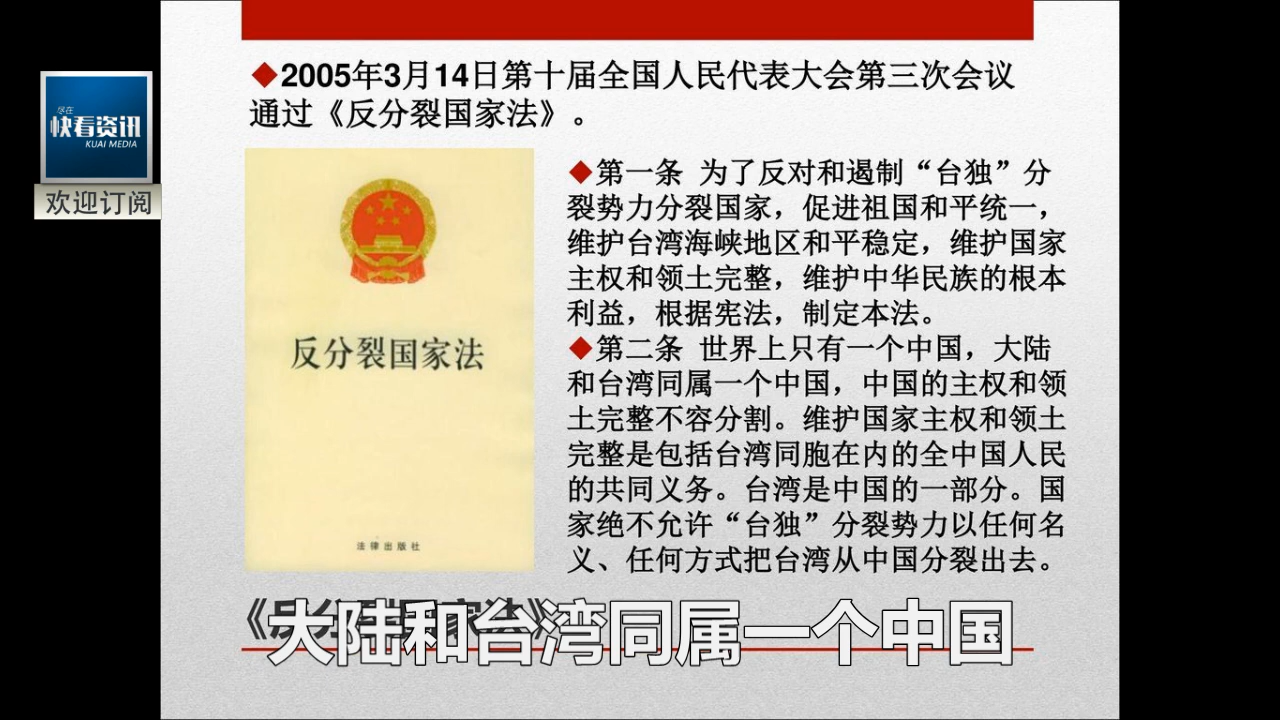 ◆2005年3月14日第十届全国人民代表大会第三次会议
通过《反分裂国家法》。
尽在
快看资讯
KUAI MEDIA
欢迎订阅
反分裂国家法
法律出版社
◆第一条 为了反对和遏制“台独”分
裂势力分裂国家，促进祖国和平统一，
维护台湾海峡地区和平稳定，维护国家
主权和领土完整，维护中华民族的根本
利益，根据宪法，制定本法。
◆第二条 世界上只有一个中国，大陆
和台湾同属一个中国，中国的主权和领
土完整不容分割。维护国家主权和领土
完整是包括台湾同胞在内的全中国人民
的共同义务。台湾是中国的一部分。国
家绝不允许“台独”分裂势力以任何名
义、任何方式把台湾从中国分裂出去。
大陆和台湾同属一个中国